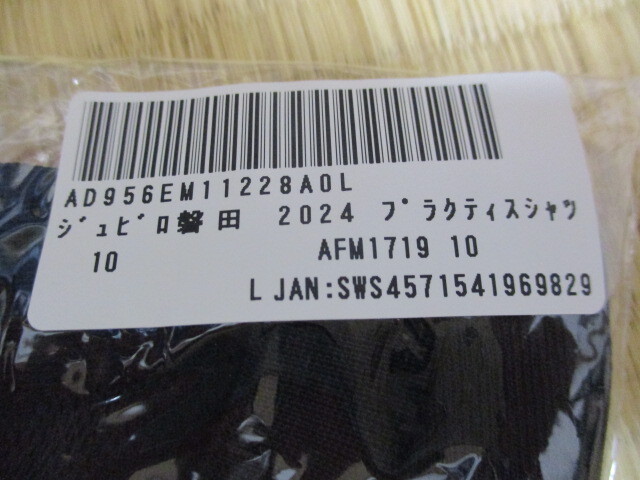 AD956EM11228A0L
ｼﾞｭﾋﾞﾛ磐田 2024 ﾌﾟﾗｸﾃｨｽｼｬﾂ
10 AFM1719 10
L JAN:SWS4571541969829